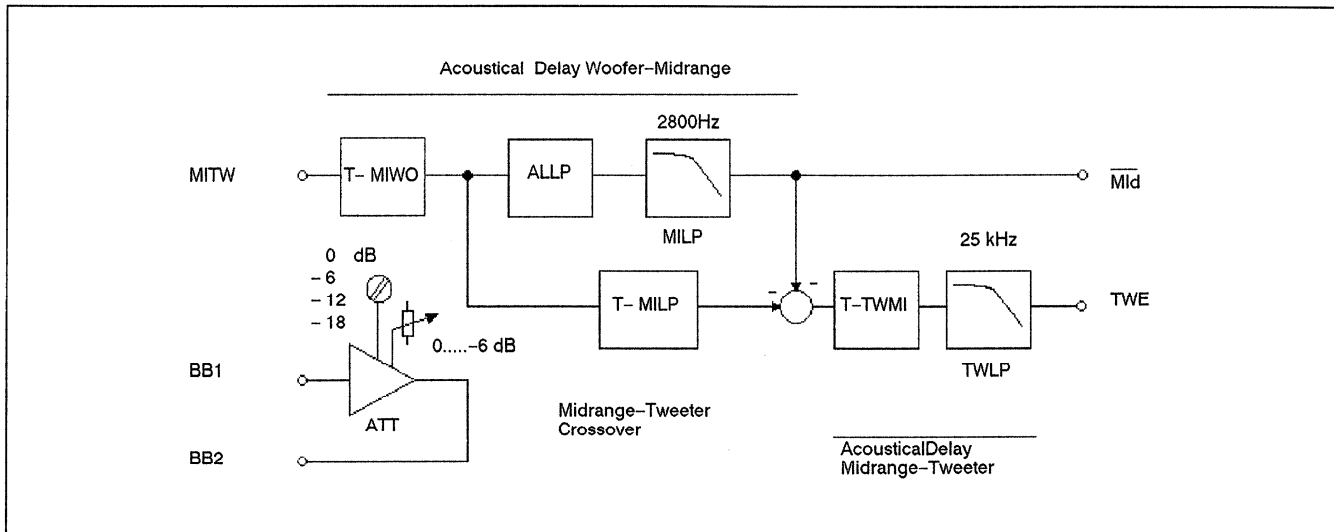 Acoustical Delay Woofer-Midrange
2800Hz
MITW
T- MIWO
ALLP
MId
MILP
25 kHz
0 dB
-6
-12
-18
T- MILP
-
-
T-TWMI
TWE
0.....-6 dB
TWLP
BB1
ATT
Midrange-Tweeter
Crossover
AcousticalDelay
Midrange-Tweeter
BB2